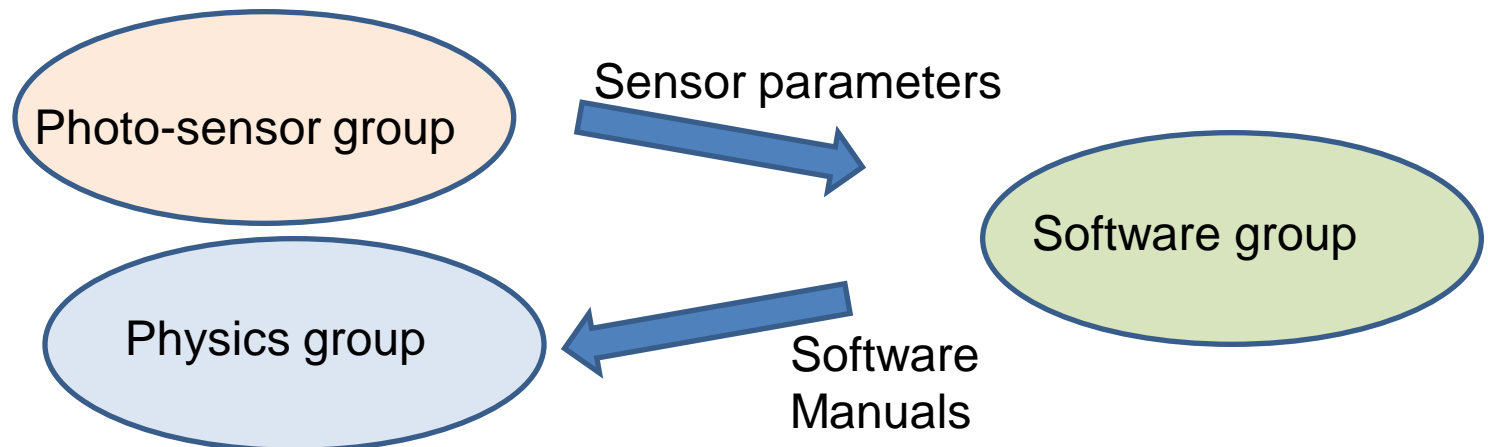 Sensor parameters
Photo-sensor group
Software group
Physics group
Software
Manuals